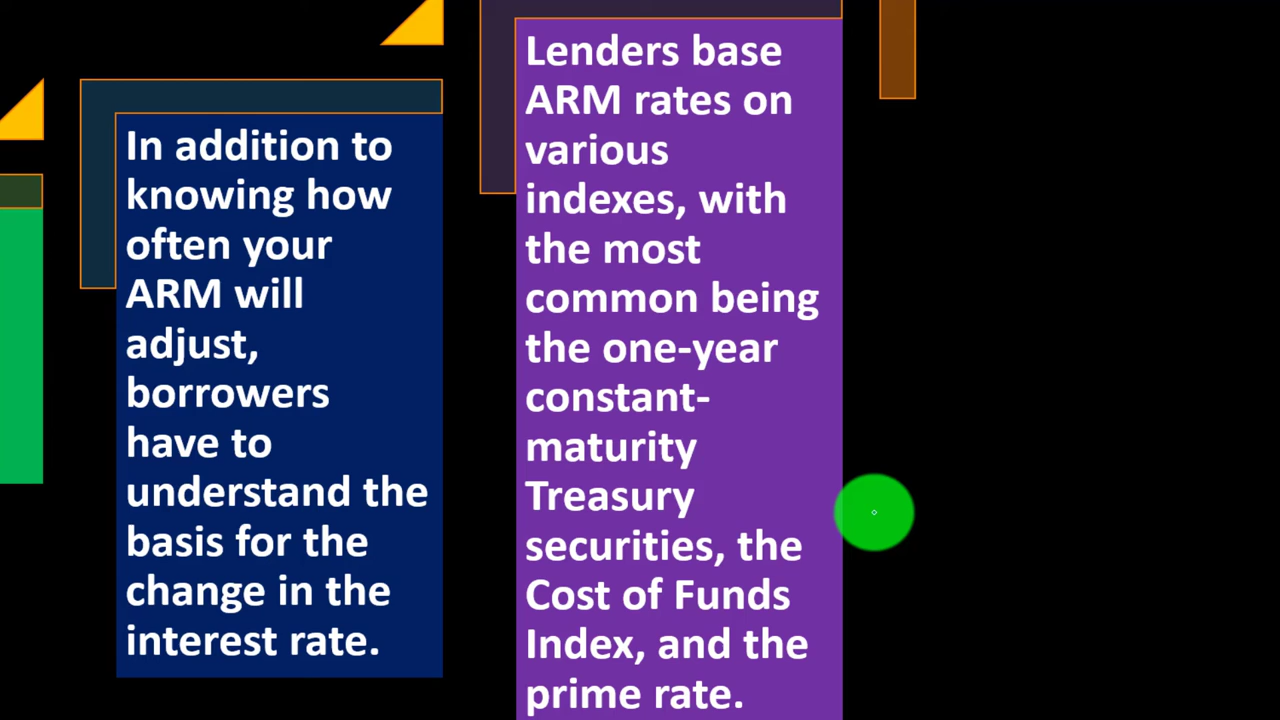 In addition to
knowing how
often your
ARM will
adjust,
borrowers
have to
understand the
basis for the
change in the
interest rate.
Lenders base
ARM rates on
various
indexes, with
the most
common being
the one-year
constant-
maturity
Treasury
securities, the
Cost of Funds
Index, and the
prime rate.